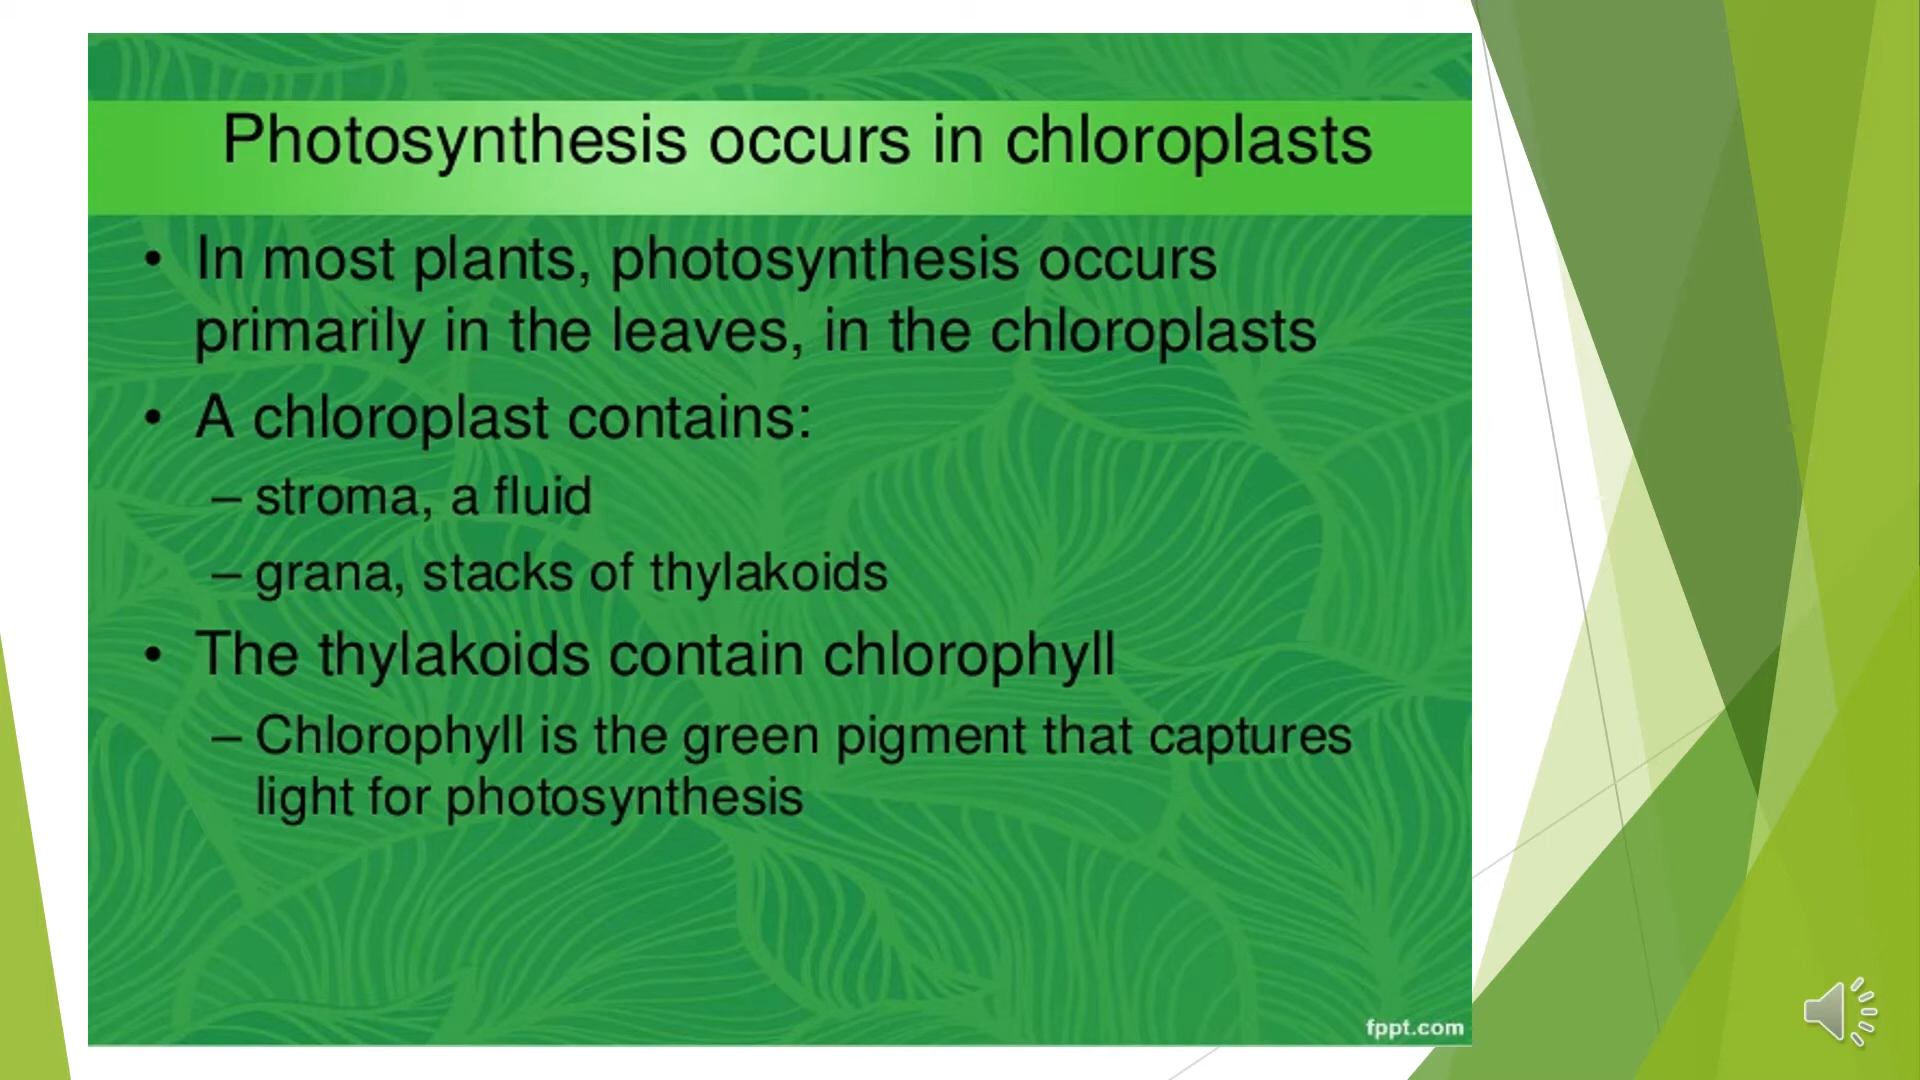 Photosynthesis occurs in chloroplasts
• In most plants, photosynthesis occurs
primarily in the leaves, in the chloroplasts
• A chloroplast contains:
– stroma, a fluid
– grana, stacks of thylakoids
• The thylakoids contain chlorophyll
– Chlorophyll is the green pigment that captures
light for photosynthesis
fppt.com